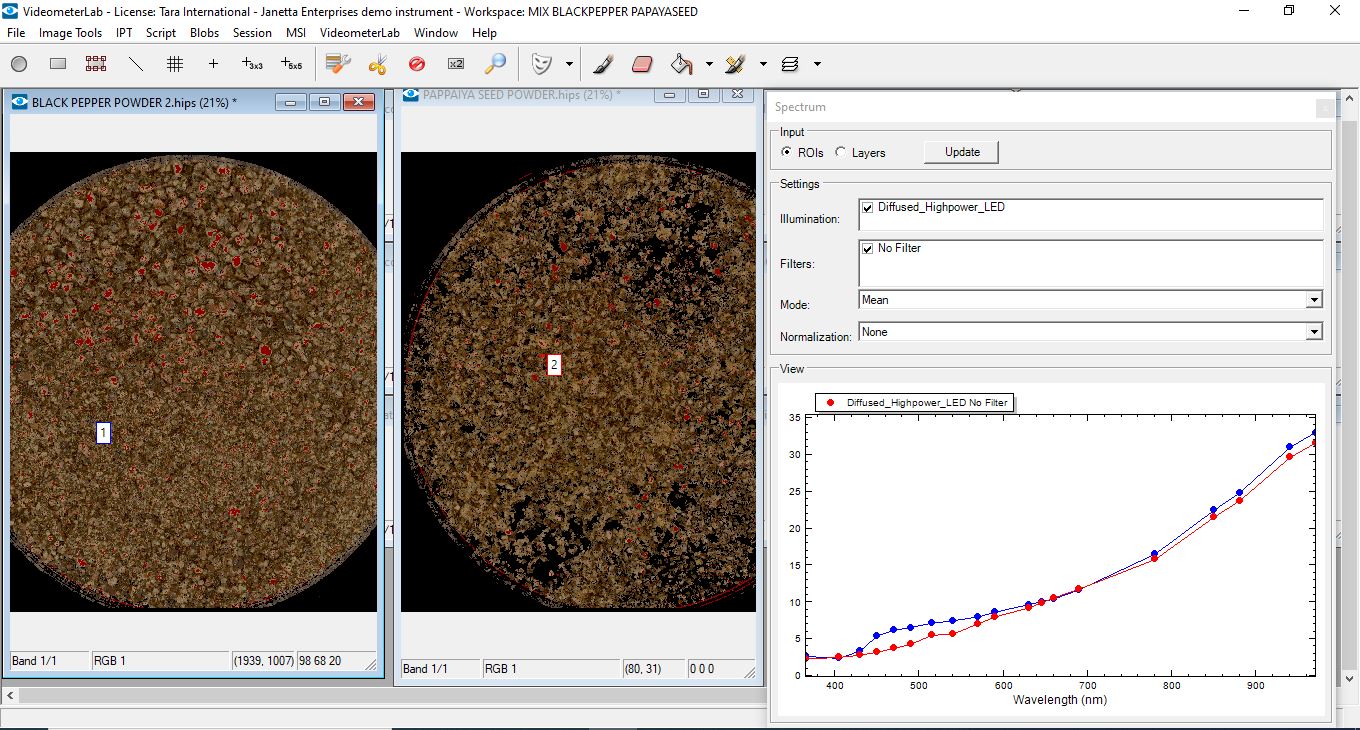 VideometerLab - License: Tara International - Janetta Enterprises demo instrument - Workspace: MIX BLACKPEPPER PAPAYASEED
File Image Tools IPT Script Blobs Session MSI VideometerLab Window Help
3x3 5x5 x2
BLACK PEPPER POWDER 2.hips (21%) *
1
Band 1/1 RGB 1 (1939, 1007) 98 68 20
PAPPAIYA SEED POWDER.hips (21%) *
2
Band 1/1 RGB 1 (80, 31) 0 0 0
Spectrum
Input
ROIs Layers Update
Settings
Illumination: Diffused_Highpower_LED
Filters: No Filter
Mode: Mean
Normalization: None
View
Diffused_Highpower_LED No Filter
35
30
25
20
15
10
5
0
400 500 600 700 800 900
Wavelength (nm)